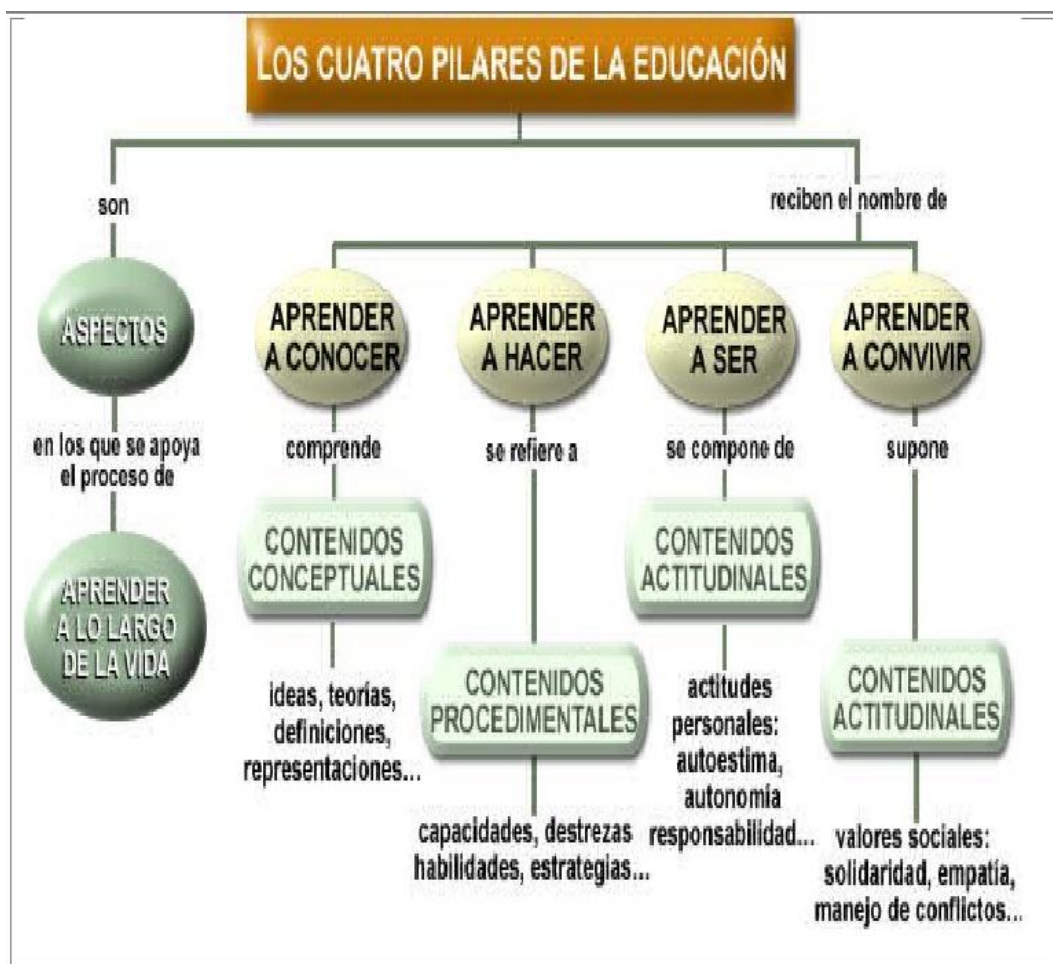 LOS CUATRO PILARES DE LA EDUCACIÓN
son
reciben el nombre de
ASPECTOS
en los que se apoya
el proceso de
APRENDER
A LO LARGO
DE LA VIDA
APRENDER
A CONOCER
comprende
CONTENIDOS
CONCEPTUALES
ideas, teorías,
definiciones,
representaciones...
APRENDER
A HACER
se refiere a
CONTENIDOS
PROCEDIMENTALES
capacidades, destrezas
habilidades, estrategias...
APRENDER
A SER
se compone de
CONTENIDOS
ACTITUDINALES
actitudes
personales:
autoestima,
autonomía
responsabilidad...
APRENDER
A CONVIVIR
supone
CONTENIDOS
ACTITUDINALES
valores sociales:
solidaridad, empatía,
manejo de conflictos...